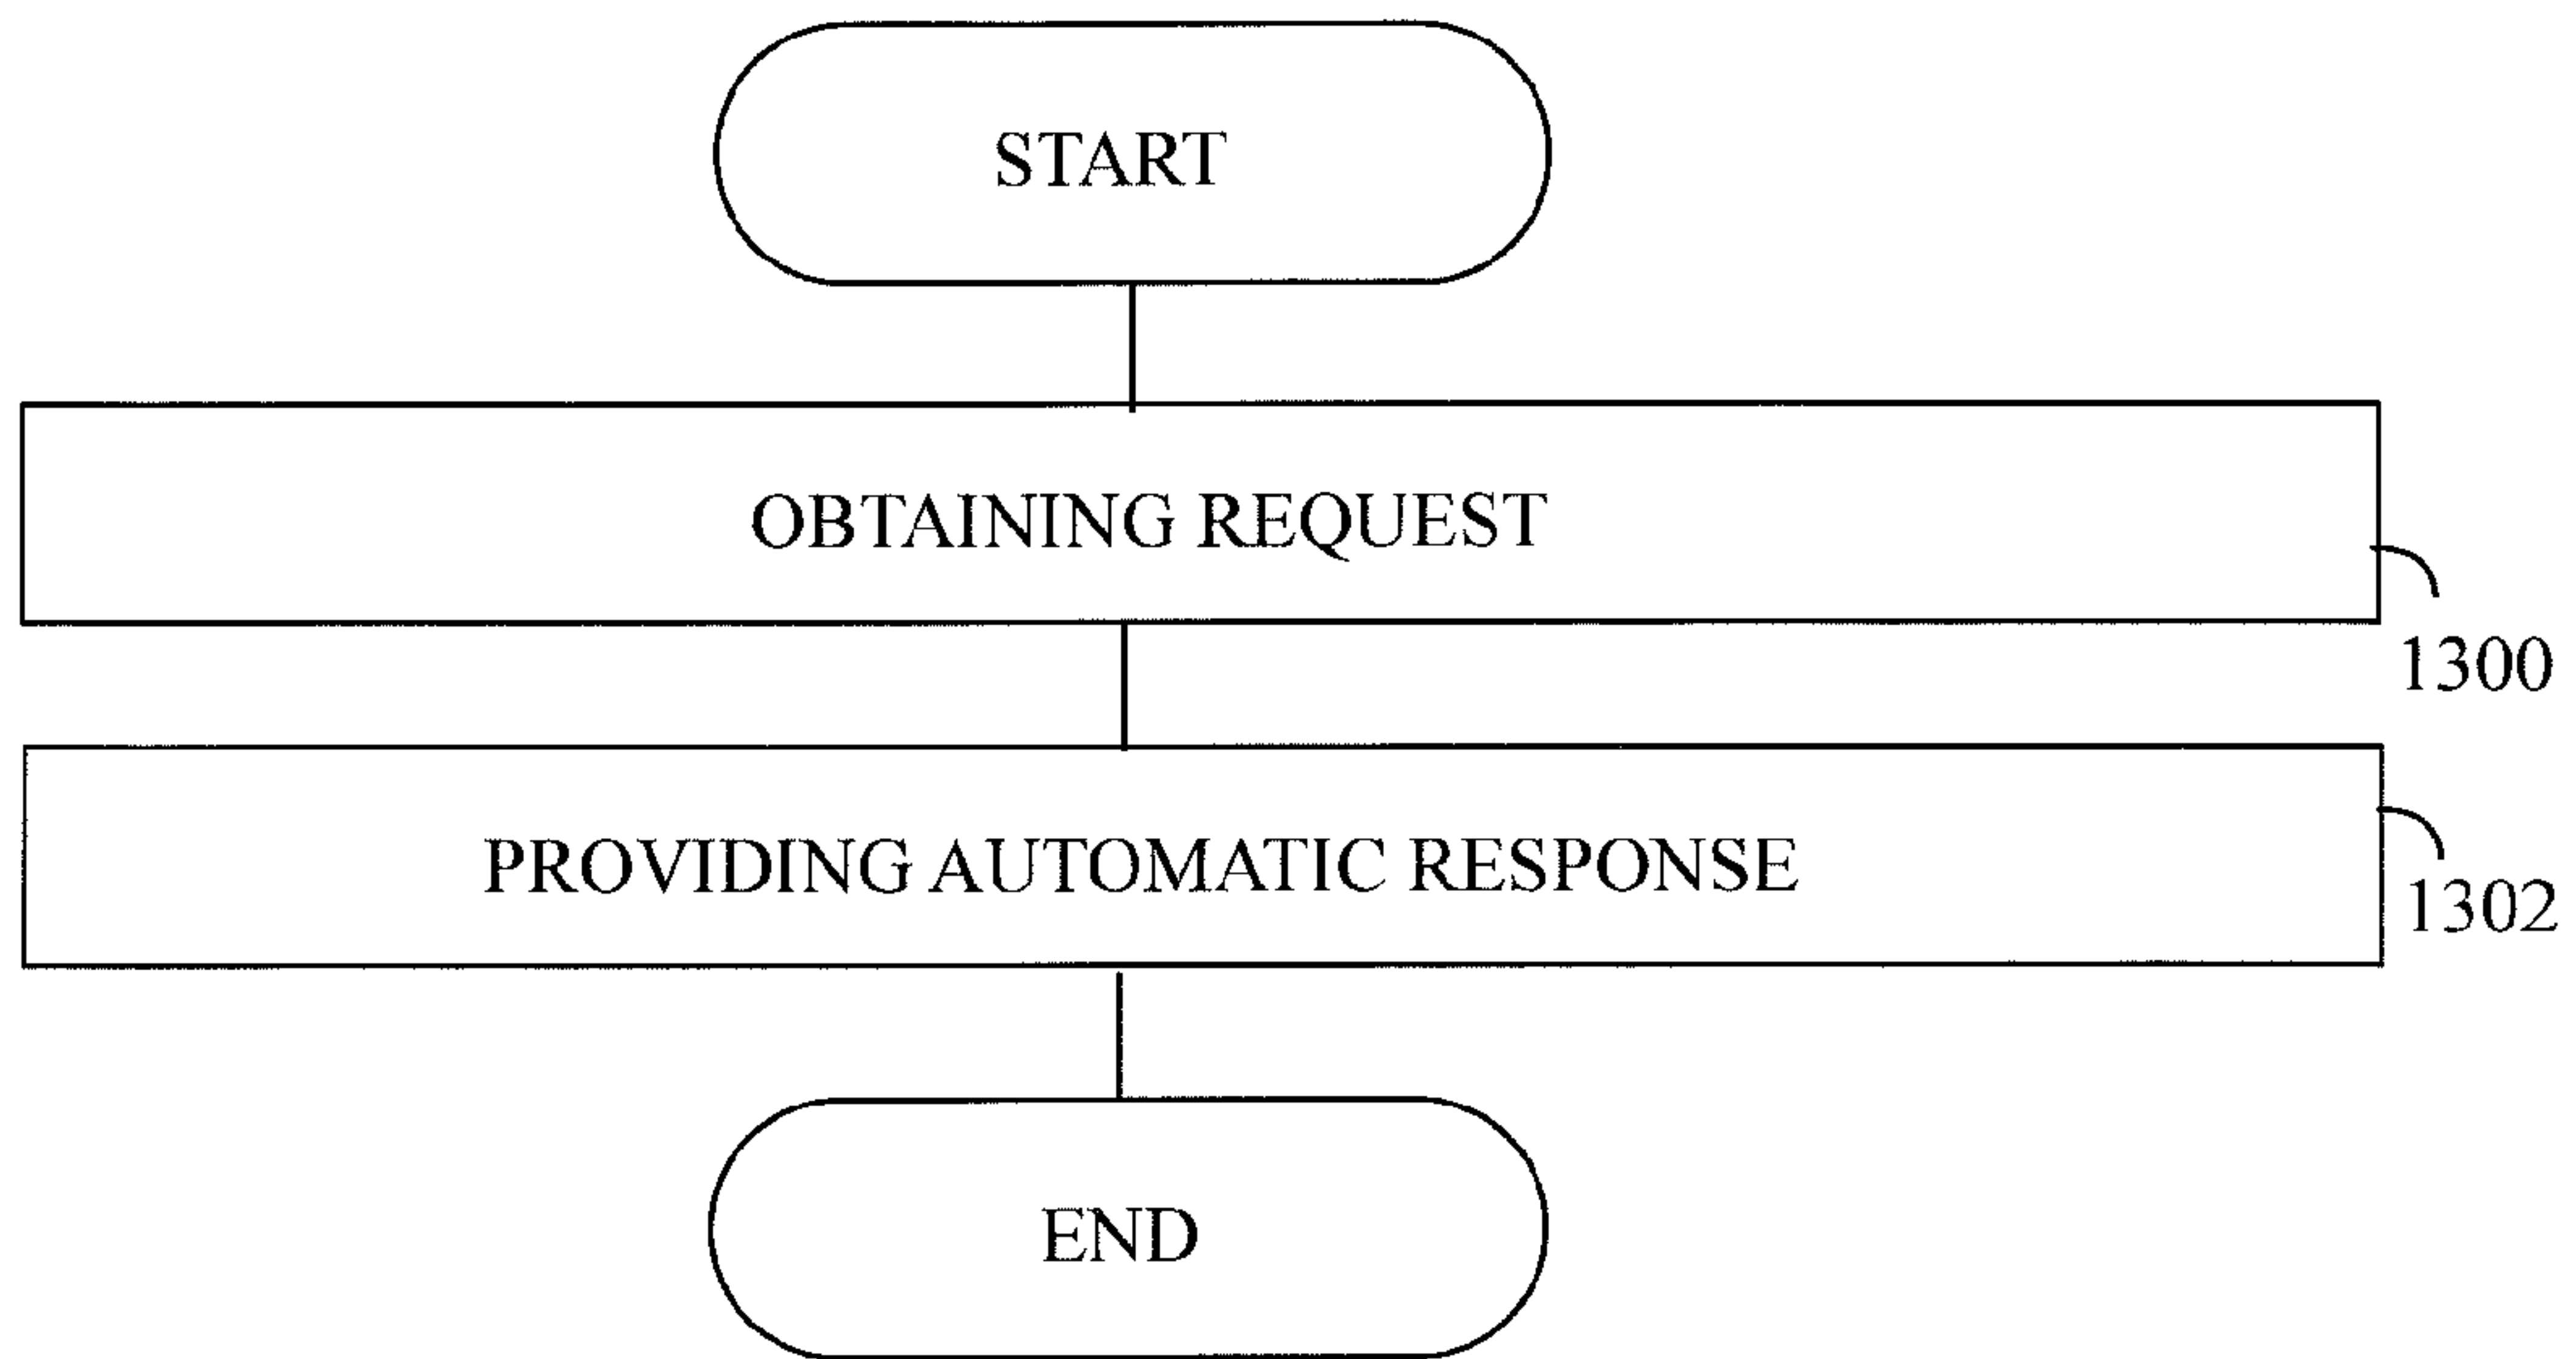 START
OBTAINING REQUEST
1300
PROVIDING AUTOMATIC RESPONSE
1302
END